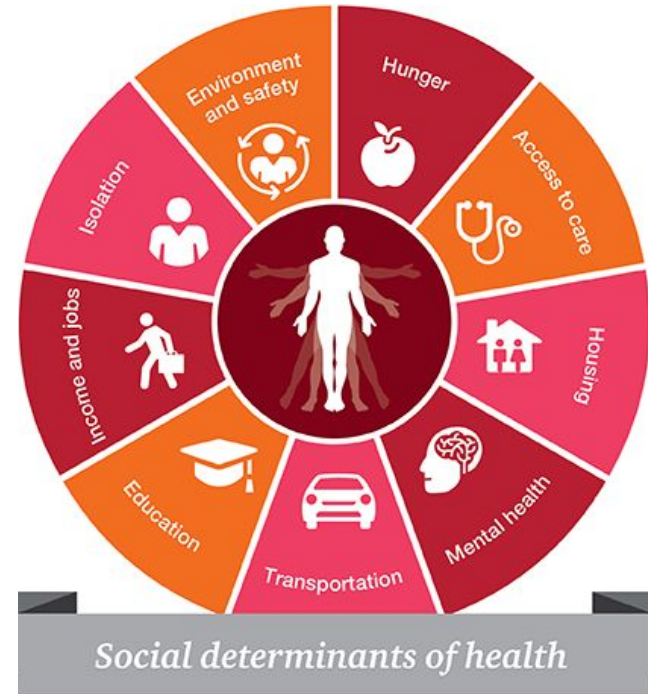 Environment
and safety
Hunger
Access to care
Housing
Mental health
Transportation
Education
Income and jobs
Isolation
Social determinants of health